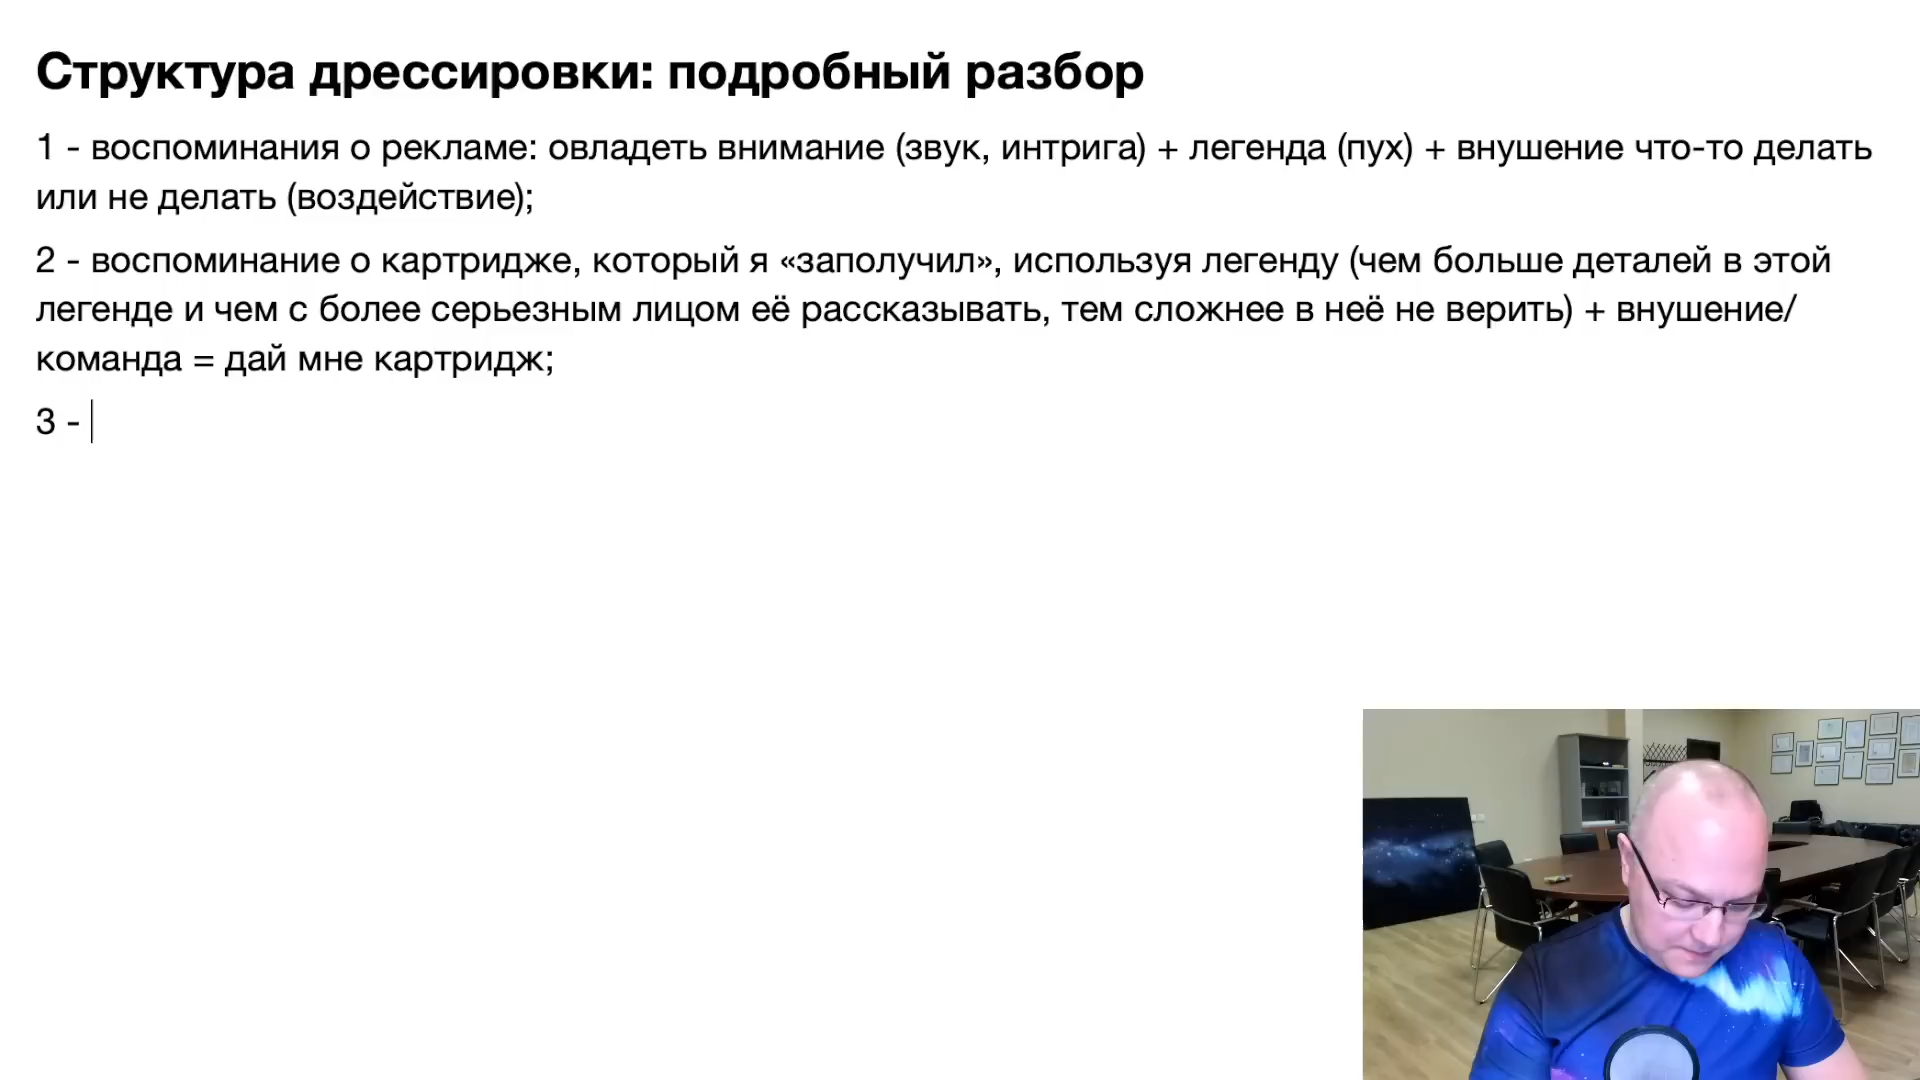 Структура дрессировки: подробный разбор
1 - воспоминания о рекламе: овладеть внимание (звук, интрига) + легенда (пух) + внушение что-то делать
или не делать (воздействие);
2 - воспоминание о картридже, который я «заполучил», используя легенду (чем больше деталей в этой
легенде и чем с более серьезным лицом её рассказывать, тем сложнее в неё не верить) + внушение/
команда = дай мне картридж;
3 -